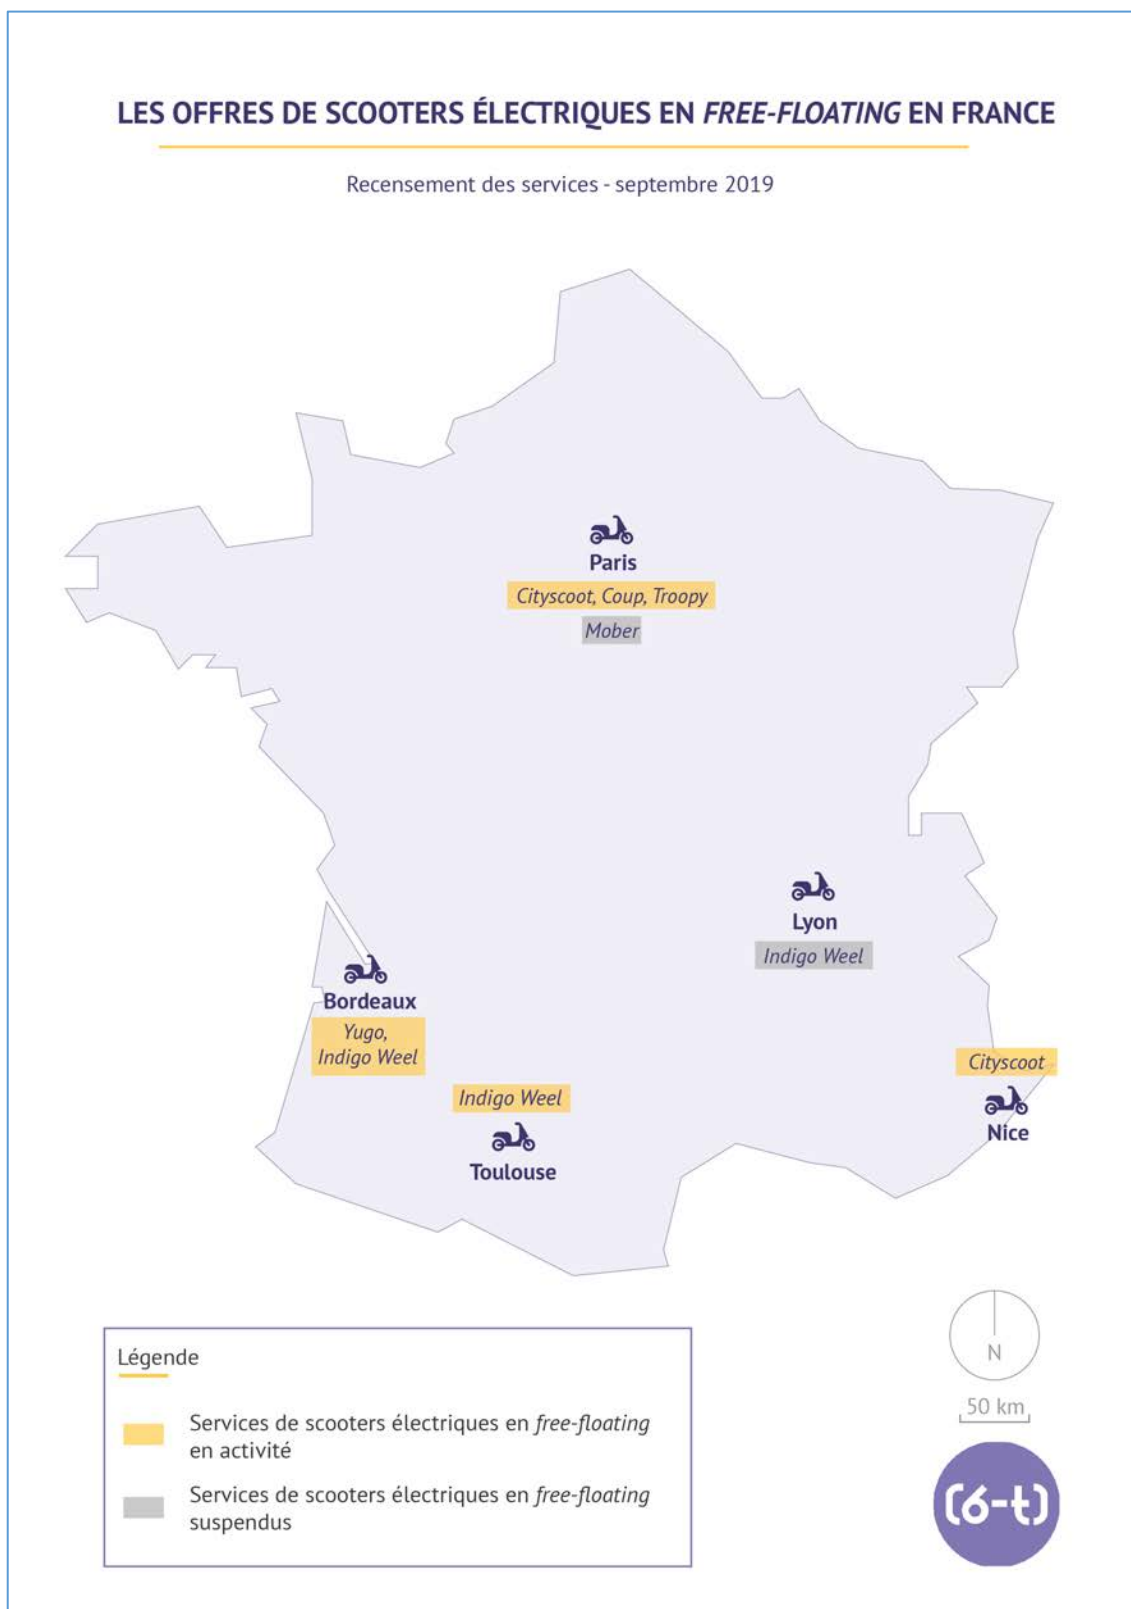 LES OFFRES DE SCOOTERS ÉLECTRIQUES EN FREE-FLOATING EN FRANCE
Recensement des services - septembre 2019
Paris
Cityscoot, Coup, Troopy
Mober
Lyon
Indigo Weel
Bordeaux
Yugo,
Indigo Weel
Indigo Weel
Toulouse
Cityscoot
Nice
Légende
Services de scooters électriques en free-floating
en activité
Services de scooters électriques en free-floating
suspendus
N
50 km
(6-t)